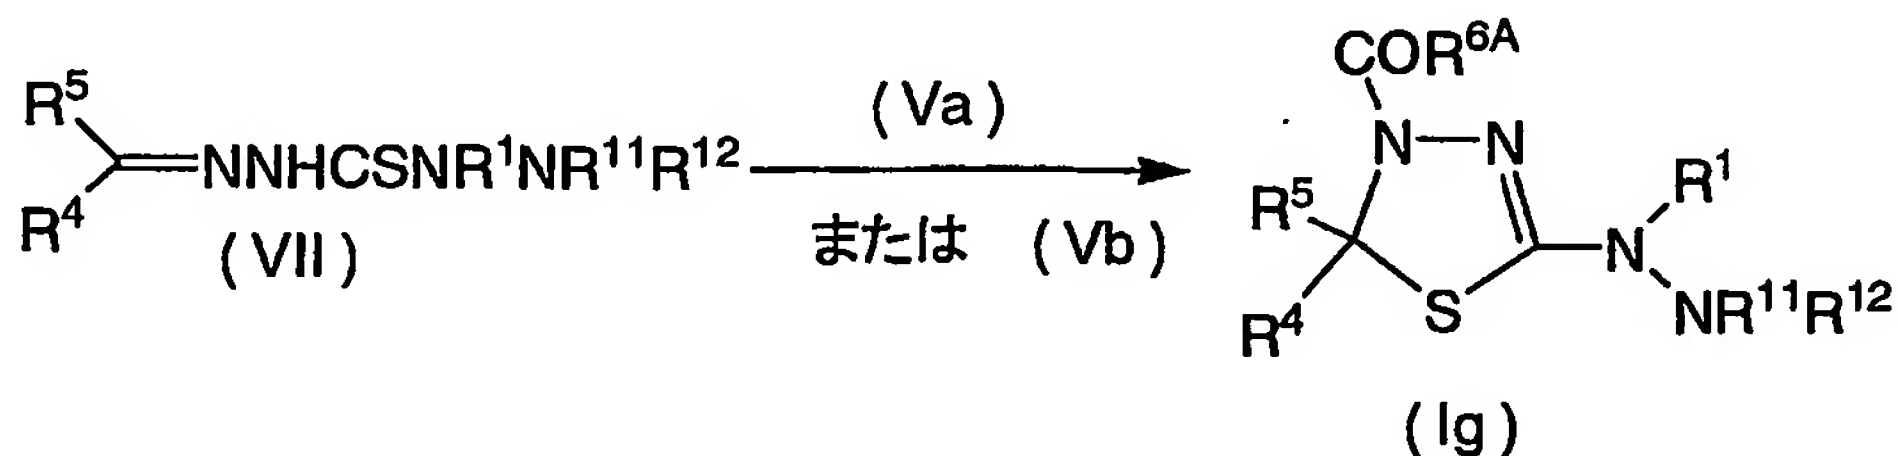 R⁵
R⁴
NNHCSNR¹NR¹¹R¹²
(VII)
(Va)
または (Vb)
COR⁶ᴬ
N N
R⁵
R⁴
S
N
R¹
NR¹¹R¹²
(Ig)